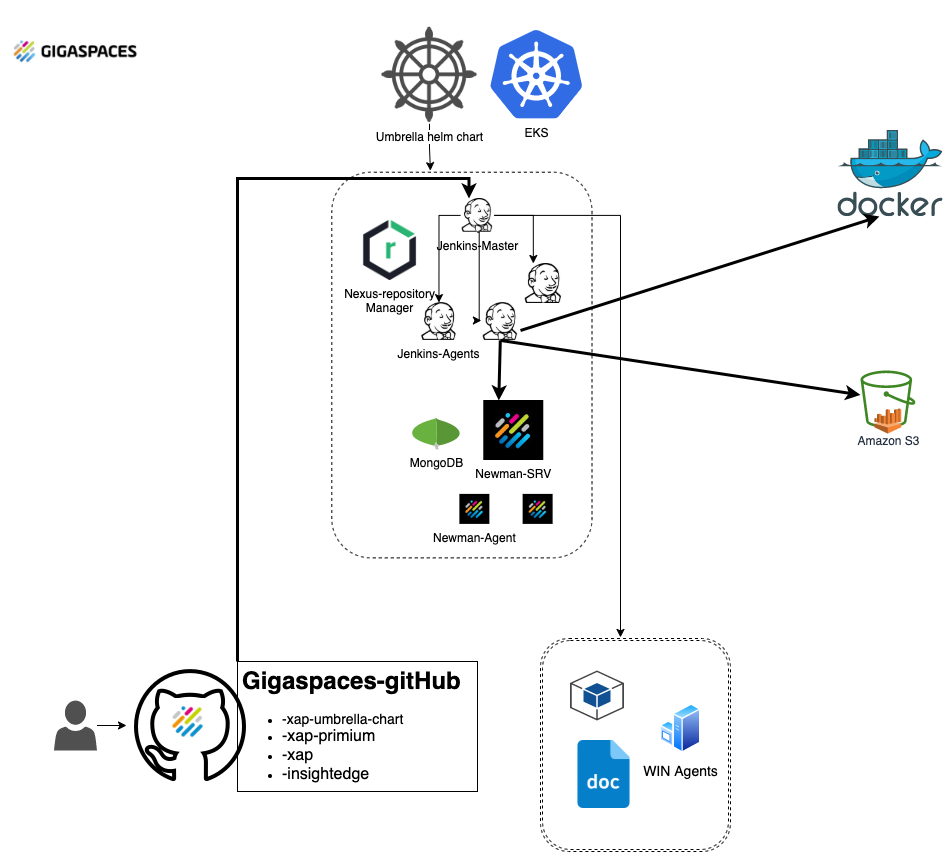 GIGASPACES
Umbrella helm chart
EKS
docker
Jenkins-Master
r
Nexus-repository
Manager
Jenkins-Agents
Amazon S3
MongoDB
Newman-SRV
Newman-Agent
Gigaspaces-gitHub
-xap-umbrella-chart
-xap-primium
-xap
-insightedge
WIN Agents
doc